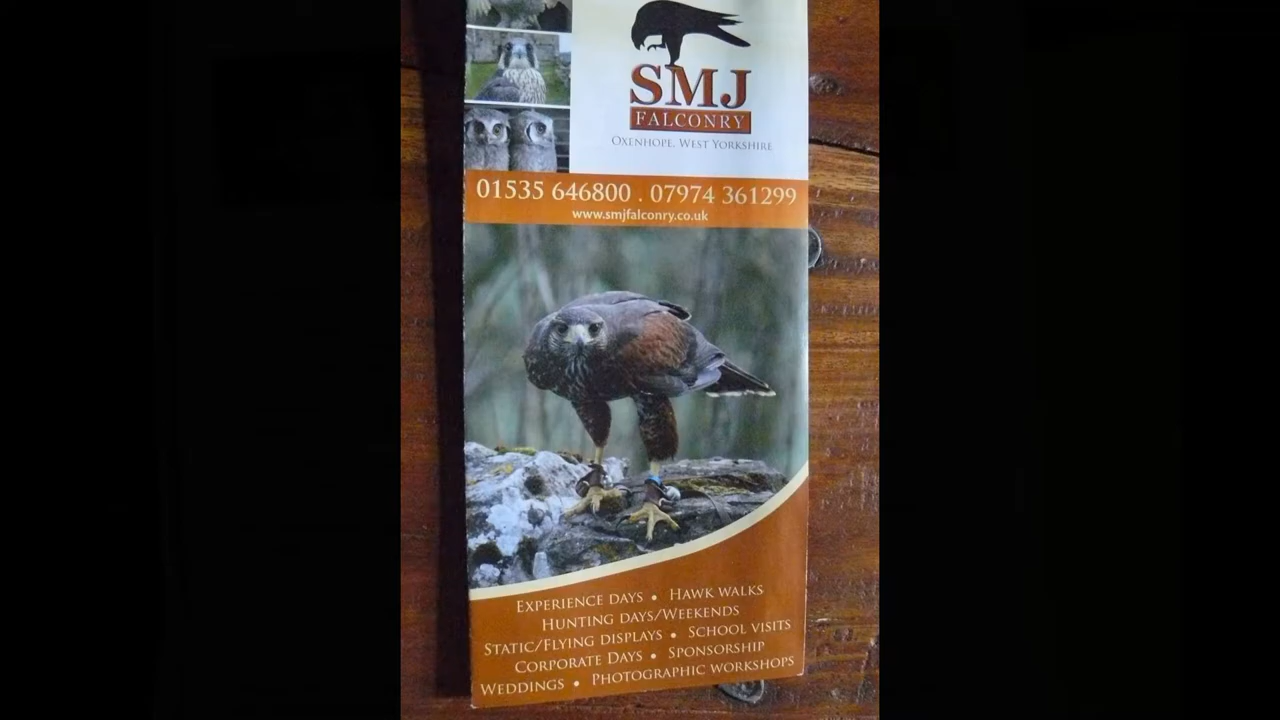 SMJ
FALCONRY
OXENHOPE, WEST YORKSHIRE
01535 646800 . 07974 361299
www.smjfalconry.co.uk
EXPERIENCE DAYS • HAWK WALKS
HUNTING DAYS/WEEKENDS
STATIC/FLYING DISPLAYS • SCHOOL VISITS
CORPORATE DAYS • SPONSORSHIP
WEDDINGS • PHOTOGRAPHIC WORKSHOPS